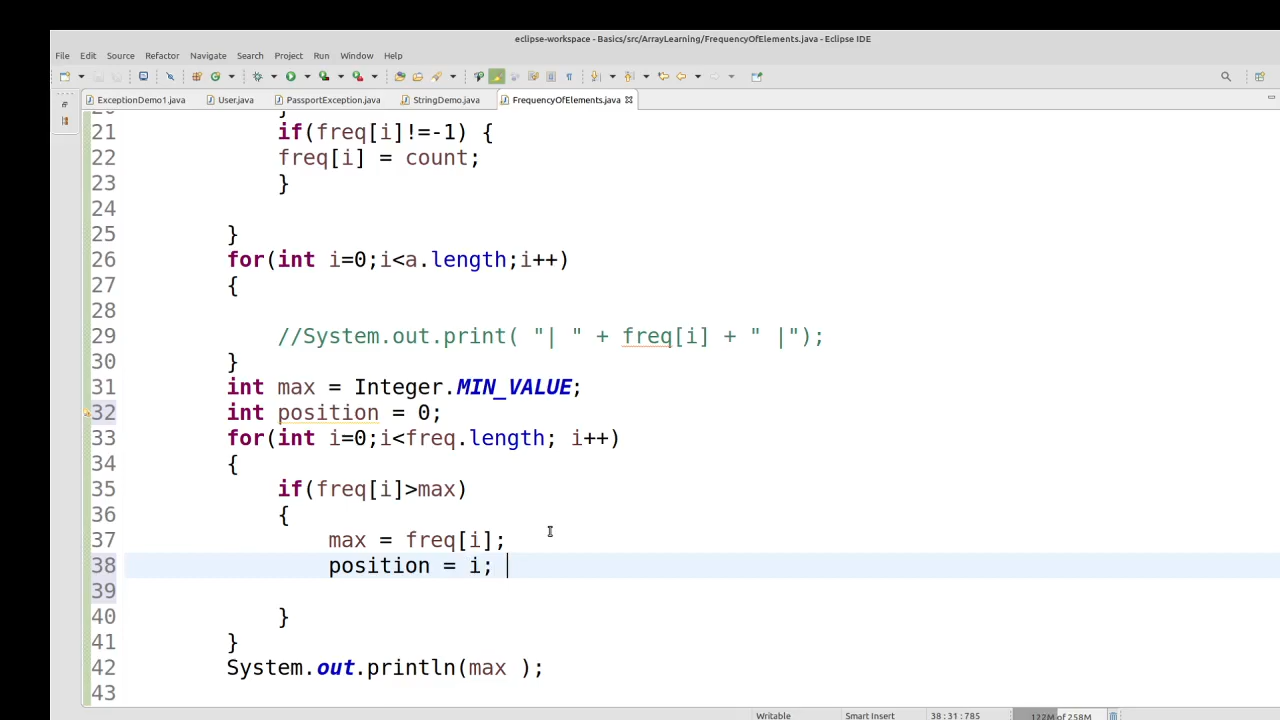 eclipse-workspace - Basics/src/ArrayLearning/FrequencyOfElements.java - Eclipse IDE
File Edit Source Refactor Navigate Search Project Run Window Help
ExceptionDemo1.java User.java PassportException.java StringDemo.java FrequencyOfElements.java
20 }
21 if(freq[i]!=-1) {
22 freq[i] = count;
23 }
24
25 }
26 for(int i=0;i<a.length;i++)
27 {
28
29 //System.out.print( "| " + freq[i] + " |");
30 }
31 int max = Integer.MIN_VALUE;
32 int position = 0;
33 for(int i=0;i<freq.length; i++)
34 {
35 if(freq[i]>max)
36 {
37 max = freq[i];
38 position = i;
39
40 }
41 }
42 System.out.println(max );
43
Writable Smart Insert 38 : 31 : 785 122M of 258M